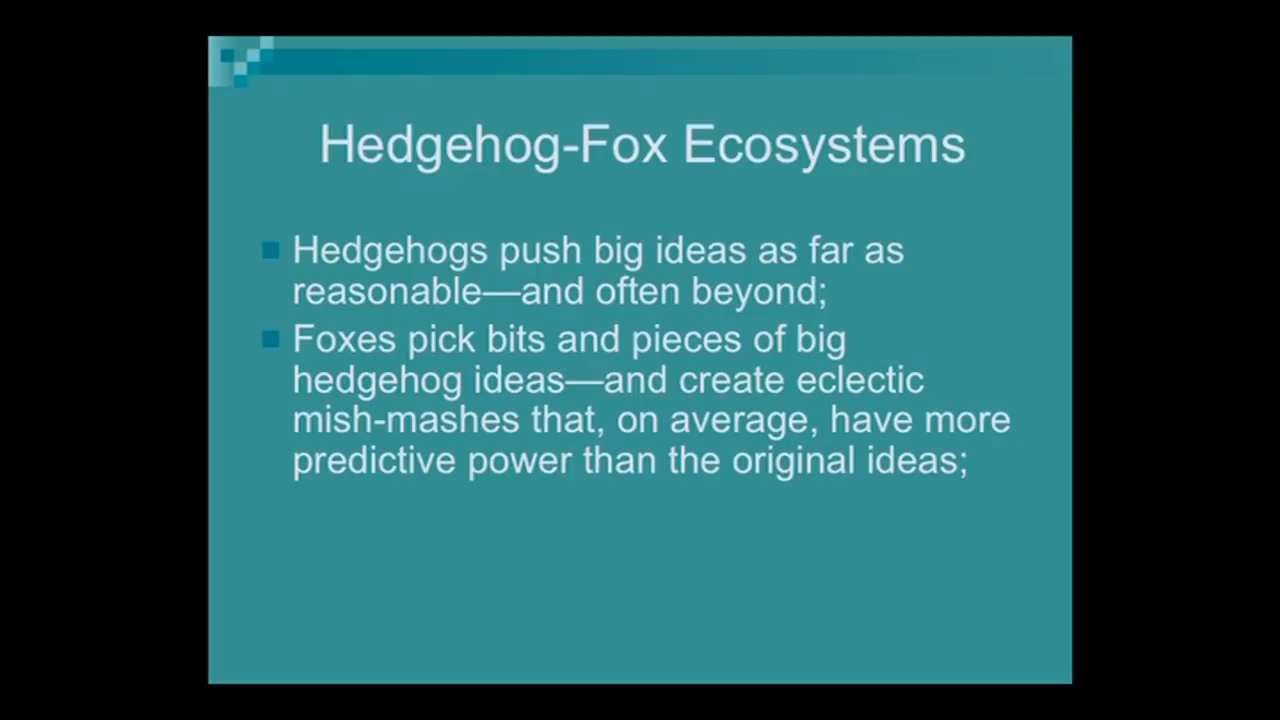 Hedgehog-Fox Ecosystems
Hedgehogs push big ideas as far as
reasonable—and often beyond;
Foxes pick bits and pieces of big
hedgehog ideas—and create eclectic
mish-mashes that, on average, have more
predictive power than the original ideas;